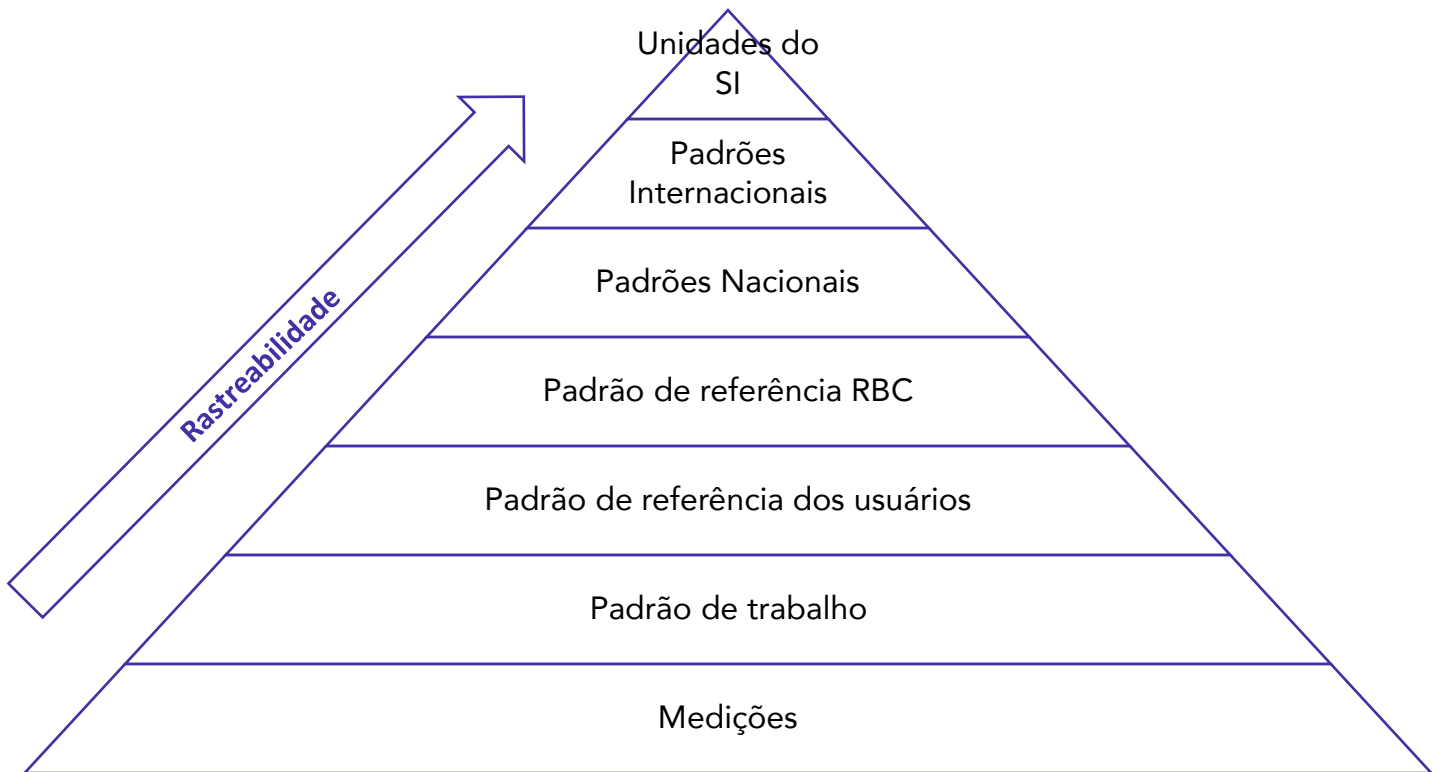 Unidades do
SI
Padrões
Internacionais
Padrões Nacionais
Rastreabilidade
Padrão de referência RBC
Padrão de referência dos usuários
Padrão de trabalho
Medições